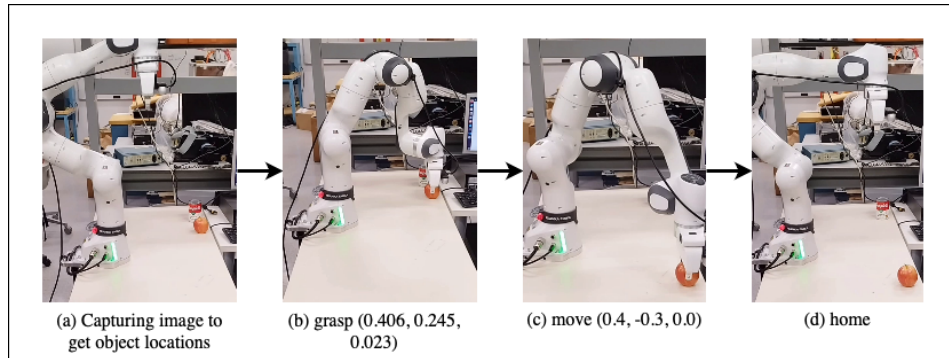 (a) Capturing image to
get object locations
(b) grasp (0.406, 0.245,
0.023)
(c) move (0.4, -0.3, 0.0)
(d) home